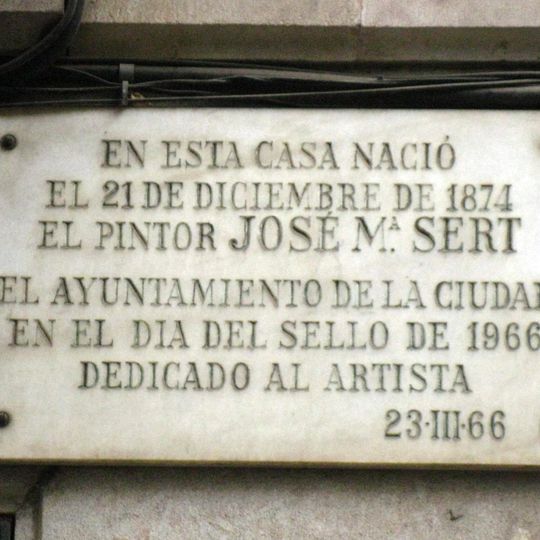 EN ESTA CASA NACIÓ
EL 21 DE DICIEMBRE DE 1874
EL PINTOR JOSÉ Mª SERT
EL AYUNTAMIENTO DE LA CIUDAD
EN EL DIA DEL SELLO DE 1966
DEDICADO AL ARTISTA
23·III·66